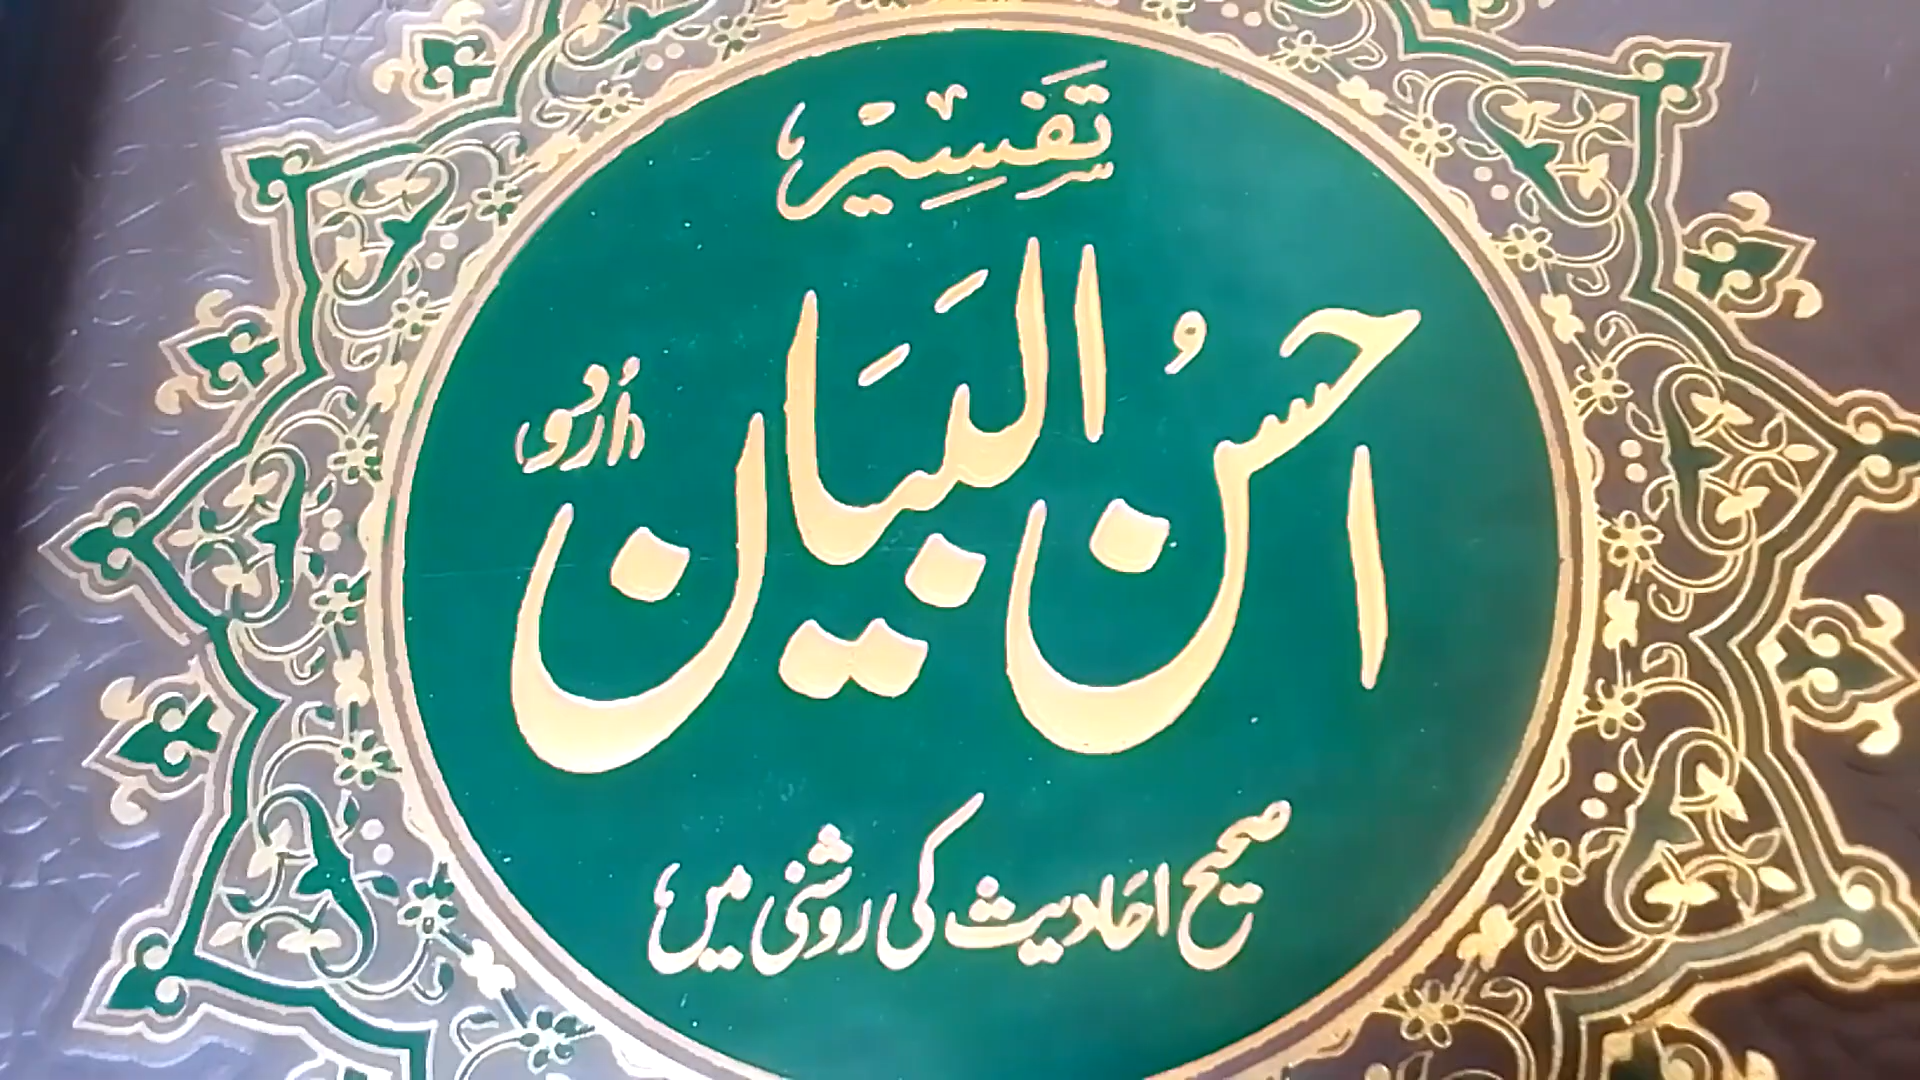 تفسیر
احسن البیان
اردو
صحیح احادیث کی روشنی میں